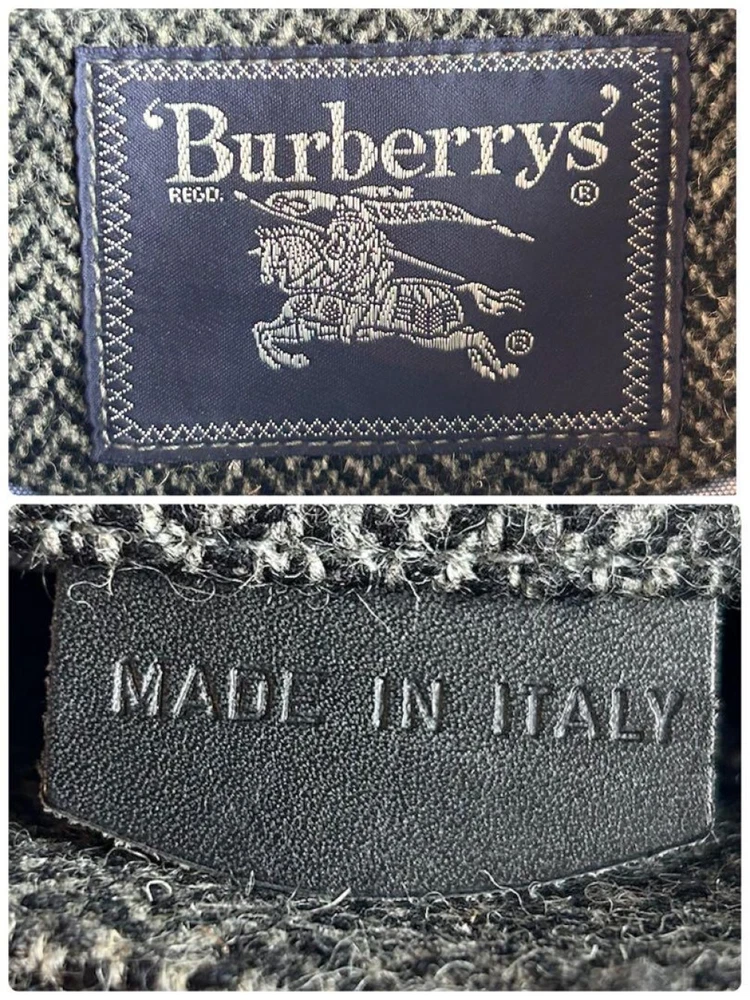 ‘Burberrys’
REGD. ®
®
MADE IN ITALY